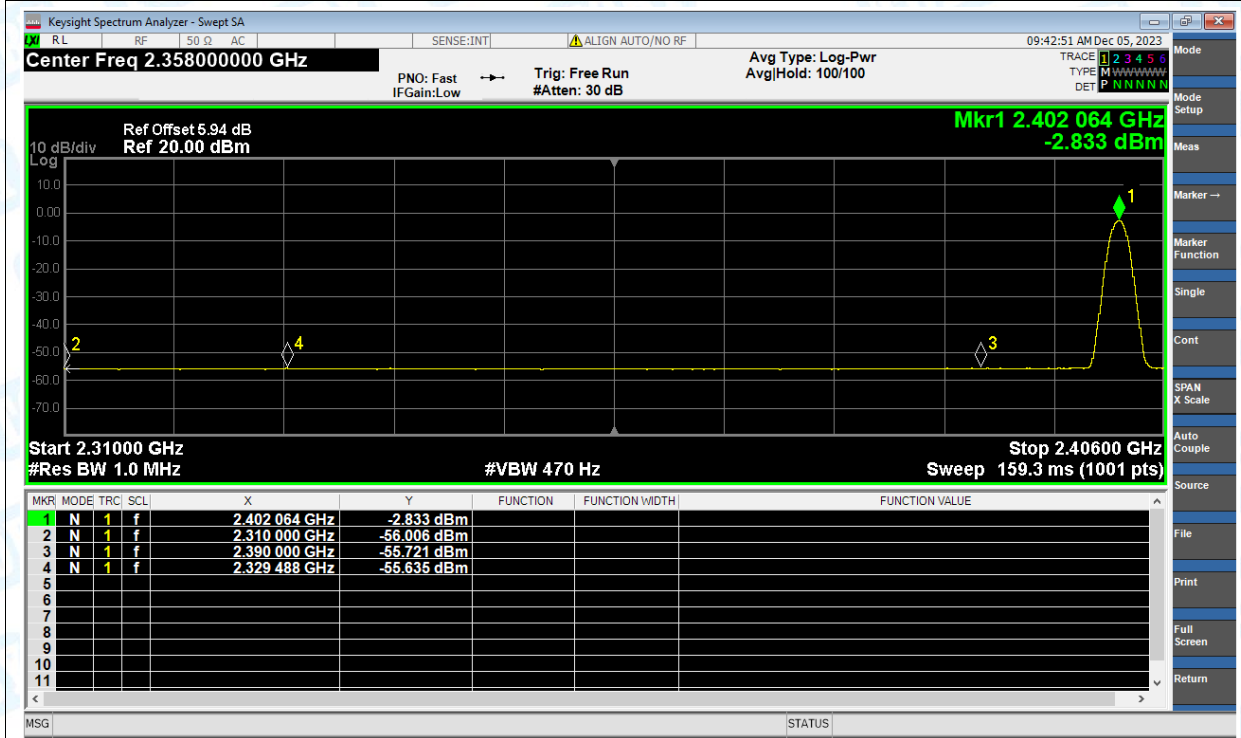 Keysight Spectrum Analyzer - Swept SA
LXI RL RF 50 Ω AC SENSE:INT ALIGN AUTO/NO RF 09:42:51 AM Dec 05, 2023
Center Freq 2.358000000 GHz
PNO: Fast
IFGain:Low
Trig: Free Run
#Atten: 30 dB
Avg Type: Log-Pwr
Avg|Hold: 100/100
TRACE 1 2 3 4 5 6
TYPE M WWWWW
DET P N N N N N
Mkr1 2.402 064 GHz
-2.833 dBm
Ref Offset 5.94 dB
10 dB/div Ref 20.00 dBm
Log
10.0
0.00
-10.0
-20.0
-30.0
-40.0
-50.0
-60.0
-70.0
1
2
4
3
Start 2.31000 GHz Stop 2.40600 GHz
#Res BW 1.0 MHz #VBW 470 Hz Sweep 159.3 ms (1001 pts)
MKR MODE TRC SCL X Y FUNCTION FUNCTION WIDTH FUNCTION VALUE
1 N 1 f 2.402 064 GHz -2.833 dBm
2 N 1 f 2.310 000 GHz -56.006 dBm
3 N 1 f 2.390 000 GHz -55.721 dBm
4 N 1 f 2.329 488 GHz -55.635 dBm
5
6
7
8
9
10
11
MSG STATUS
Mode
Mode
Setup
Meas
Marker →
Marker
Function
Single
Cont
SPAN
X Scale
Auto
Couple
Source
File
Print
Full
Screen
Return